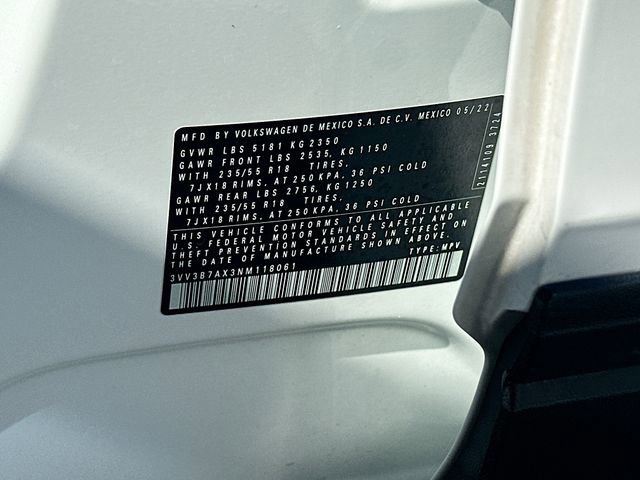 MFD BY VOLKSWAGEN DE MEXICO S.A. DE C.V. MEXICO 05/22
GVWR LBS 5181 KG 2350
GAWR FRONT LBS 2535, KG 1150
WITH 235/55 R18 TIRES,
7JX18 RIMS, AT 250 KPA, 36 PSI COLD
GAWR REAR LBS 2756, KG 1250
WITH 235/55 R18 TIRES.
7JX18 RIMS, AT 250 KPA, 36 PSI COLD
THIS VEHICLE CONFORMS TO ALL APPLICABLE
U.S. FEDERAL MOTOR VEHICLE SAFETY AND
THEFT PREVENTION STANDARDS IN EFFECT ON
THE DATE OF MANUFACTURE SHOWN ABOVE.
3VV3B7AX3NM118061 TYPE: MPV
2114109 3724